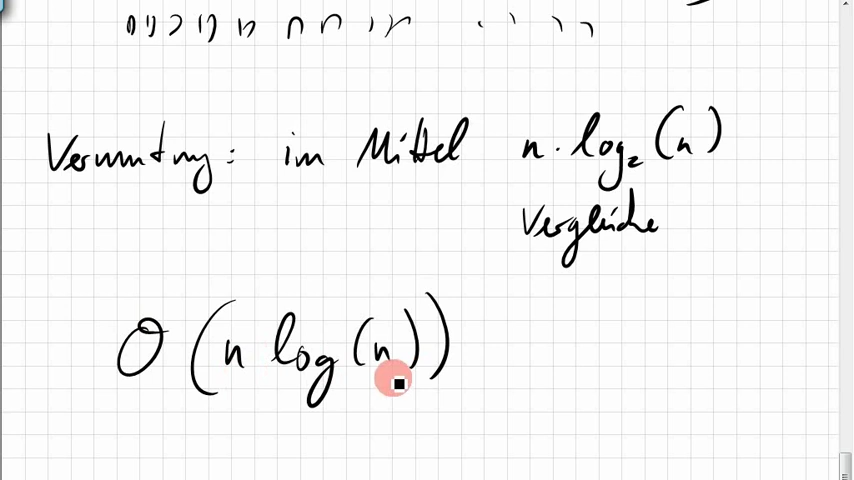 Vermutung: im Mittel n · log₂(n)
Vergleiche
O(n log(n))